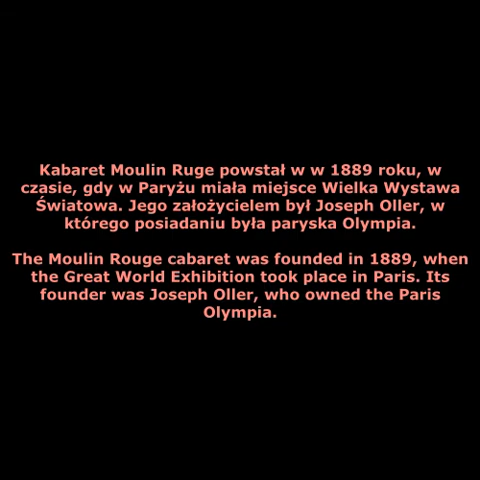 Kabaret Moulin Ruge powstał w w 1889 roku, w
czasie, gdy w Paryżu miała miejsce Wielka Wystawa
Światowa. Jego założycielem był Joseph Oller, w
którego posiadaniu była paryska Olympia.
The Moulin Rouge cabaret was founded in 1889, when
the Great World Exhibition took place in Paris. Its
founder was Joseph Oller, who owned the Paris
Olympia.